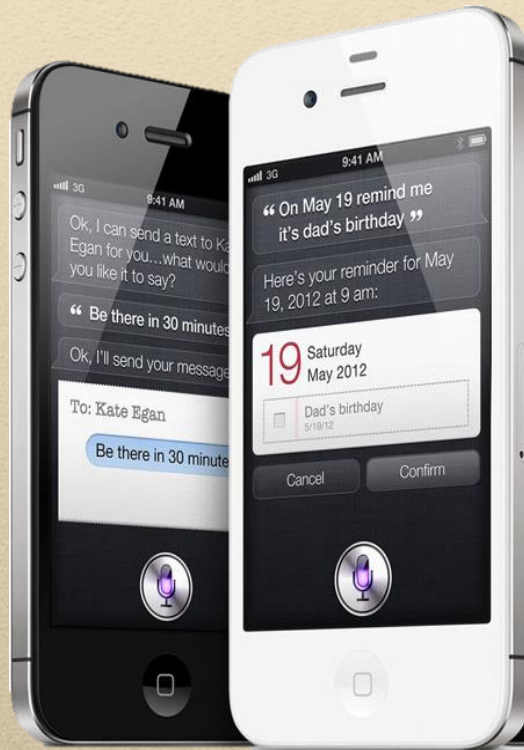 3G
9:41 AM
Ok, I can send a text to
Egan for you...what would
you like it to say?
“ Be there in 30 minutes
Ok, I'll send your message
To: Kate Egan
Be there in 30 minute
3G
9:41 AM
“ On May 19 remind me
it's dad's birthday ”
Here's your reminder for May
19, 2012 at 9 am:
19
Saturday
May 2012
Dad's birthday
5/19/12
Cancel
Confirm